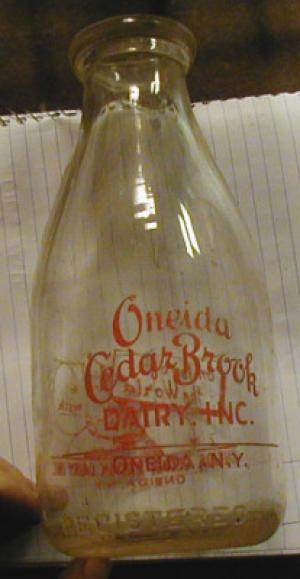 Oneida
Cedar Brook
DAIRY, INC.
ONEIDA, N.Y.
REGISTERED